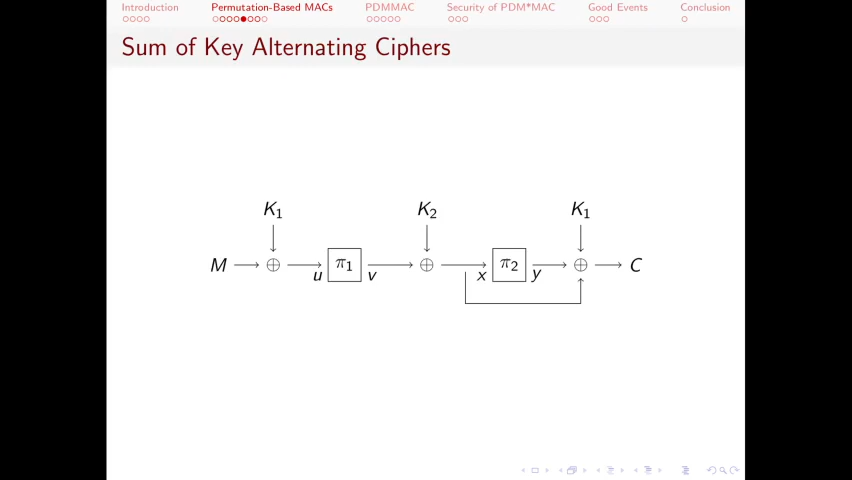 Introduction Permutation-Based MACs PDMMAC Security of PDM*MAC Good Events Conclusion
Sum of Key Alternating Ciphers
K₁ K₂ K₁
M ⊕ u π₁ v ⊕ x π₂ y ⊕ C